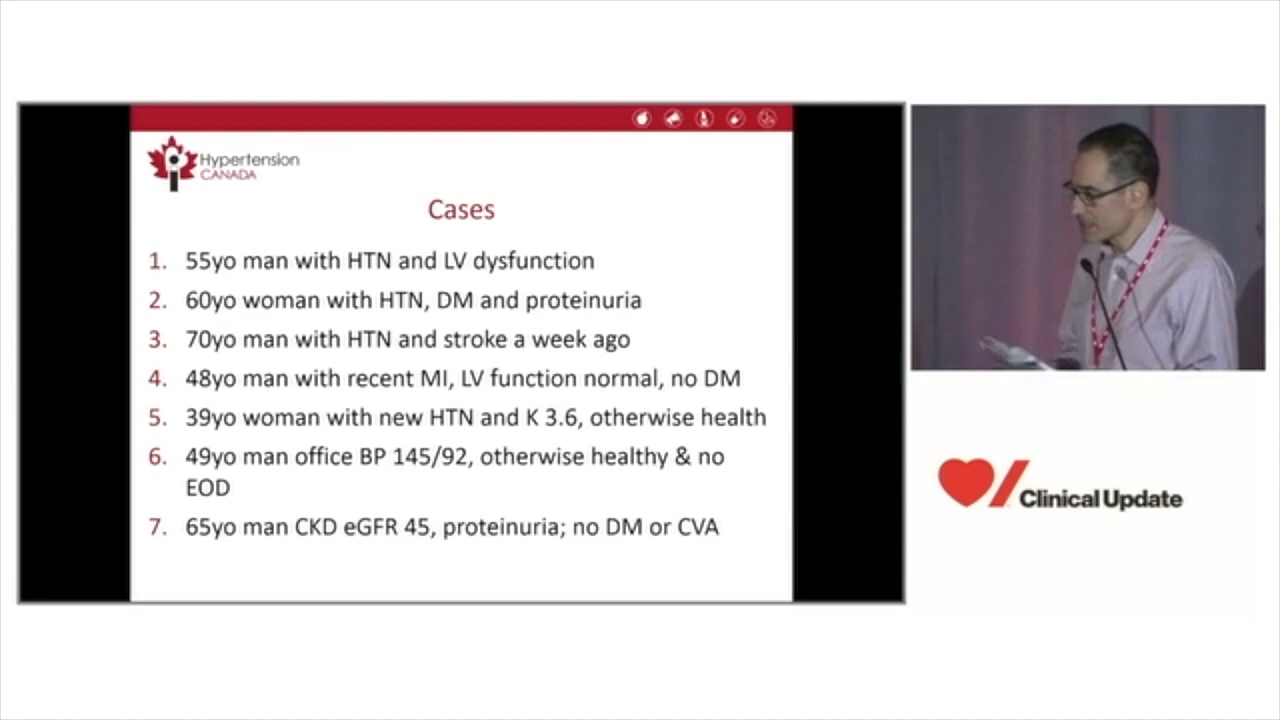 Hypertension
CANADA
Cases
1. 55yo man with HTN and LV dysfunction
2. 60yo woman with HTN, DM and proteinuria
3. 70yo man with HTN and stroke a week ago
4. 48yo man with recent MI, LV function normal, no DM
5. 39yo woman with new HTN and K 3.6, otherwise health
6. 49yo man office BP 145/92, otherwise healthy & no
EOD
7. 65yo man CKD eGFR 45, proteinuria; no DM or CVA
Clinical Update